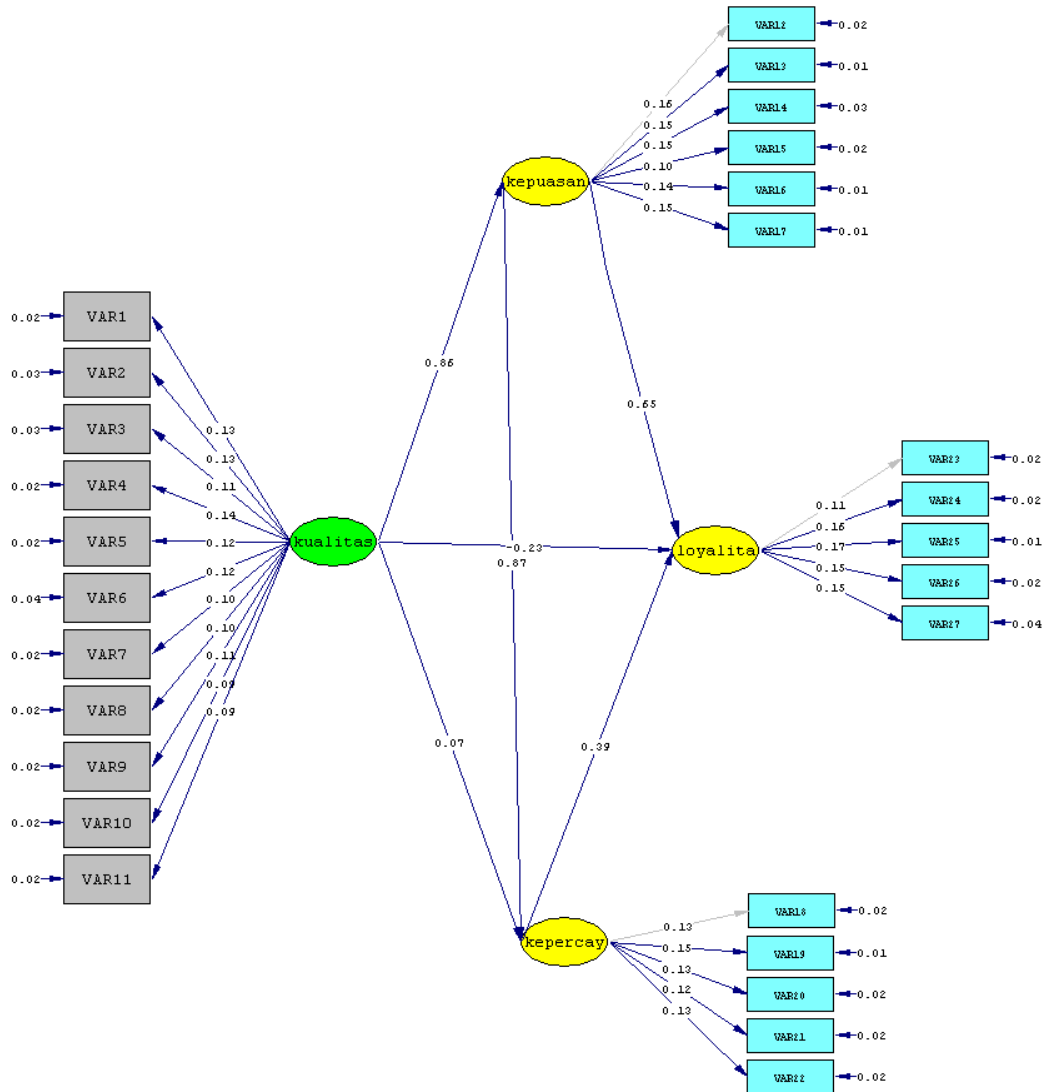 VAR12
0.02
VAR13
0.01
VAR14
0.03
VAR15
0.02
VAR16
0.01
VAR17
0.01
0.16
0.15
0.15
0.10
0.14
0.15
kepuasan
0.02
VAR1
0.03
VAR2
0.03
VAR3
0.02
VAR4
0.02
VAR5
0.04
VAR6
0.02
VAR7
0.02
VAR8
0.02
VAR9
0.02
VAR10
0.02
VAR11
0.13
0.13
0.11
0.14
0.12
0.12
0.10
0.10
0.11
0.09
0.09
kualitas
0.86
0.65
-0.23
0.87
0.07
0.39
loyalita
0.11
0.16
0.17
0.15
0.15
VAR23
0.02
VAR24
0.02
VAR25
0.01
VAR26
0.02
VAR27
0.04
kepercay
0.13
0.15
0.13
0.12
0.13
VAR18
0.02
VAR19
0.01
VAR20
0.02
VAR21
0.02
VAR22
0.02